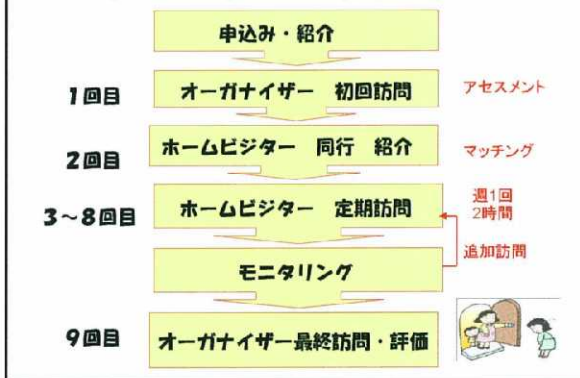 申込み・紹介
1回目
オーガナイザー 初回訪問
アセスメント
2回目
ホームビジター 同行 紹介
マッチング
3～8回目
ホームビジター 定期訪問
週1回
2時間
追加訪問
モニタリング
9回目
オーガナイザー最終訪問・評価